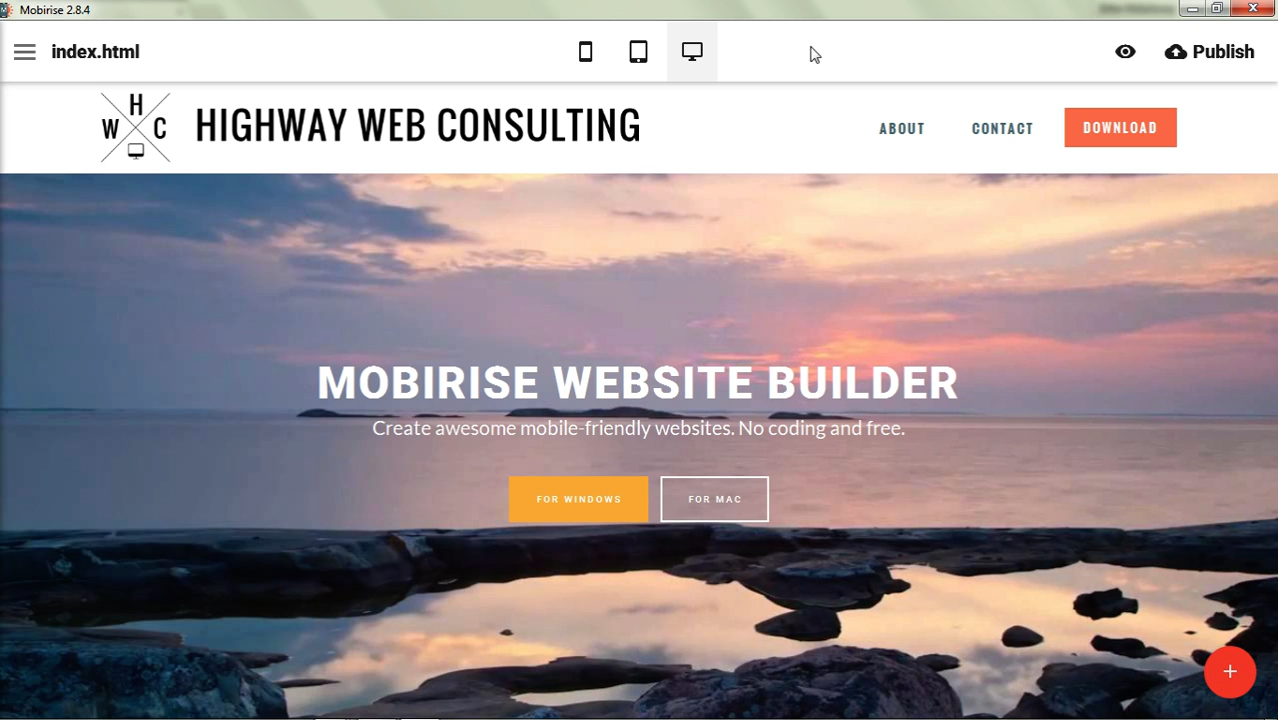 Mobirise 2.8.4
index.html
Publish
H
W C
HIGHWAY WEB CONSULTING
ABOUT CONTACT DOWNLOAD
MOBIRISE WEBSITE BUILDER
Create awesome mobile-friendly websites. No coding and free.
FOR WINDOWS FOR MAC